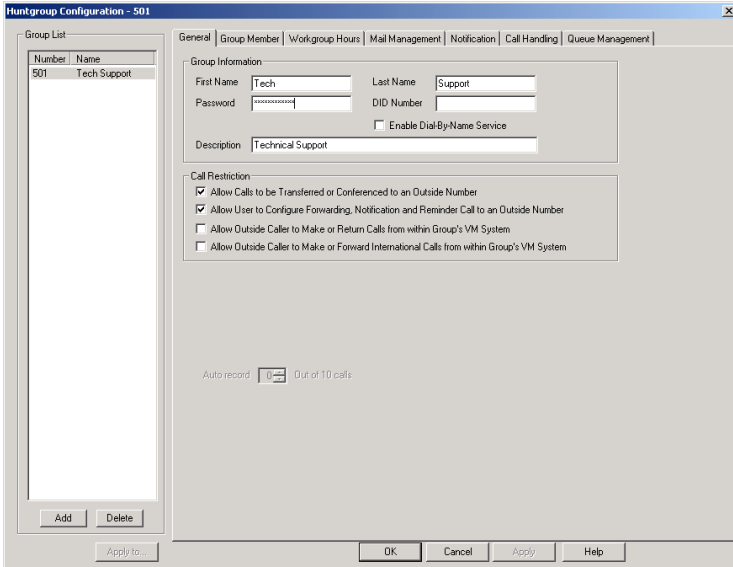 Huntgroup Configuration - 501
Group List
Number Name
501 Tech Support
Add Delete
Apply to...
General Group Member Workgroup Hours Mail Management Notification Call Handling Queue Management
Group Information
First Name Tech Last Name Support
Password xxxxxxxxxxxx DID Number
Enable Dial-By-Name Service
Description Technical Support
Call Restriction
Allow Calls to be Transferred or Conferenced to an Outside Number
Allow User to Configure Forwarding, Notification and Reminder Call to an Outside Number
Allow Outside Caller to Make or Return Calls from within Group's VM System
Allow Outside Caller to Make or Forward International Calls from within Group's VM System
Auto record 0 Out of 10 calls
OK Cancel Apply Help